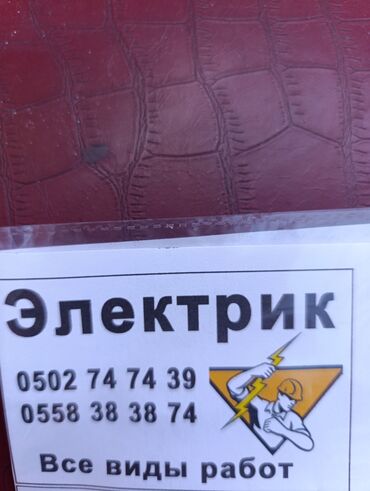 Электрик
0502 74 74 39
0558 38 38 74
Все виды работ